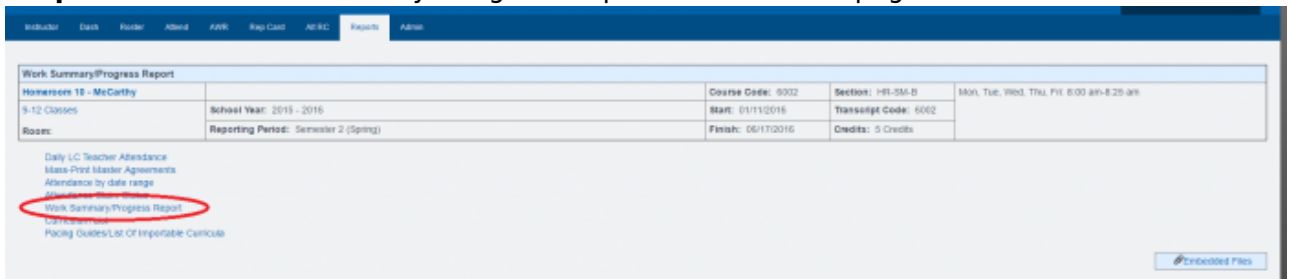 Instructor Dash Roster Attend AWR Rep Card Alt RC Reports Admin
Work Summary/Progress Report
Homeroom 10 - McCarthy Course Code: 6002 Section: HR-SM-B Mon, Tue, Wed, Thu, Fri: 8:00 am-8:25 am
9-12 Classes School Year: 2015 - 2016 Start: 01/11/2016 Transcript Code: 6002
Room: Reporting Period: Semester 2 (Spring) Finish: 06/17/2016 Credits: 5 Credits
Daily LC Teacher Attendance
Mass-Print Master Agreements
Attendance by date range
Work Summary/Progress Report
Pacing Guides/List Of Importable Curricula
Embedded Files